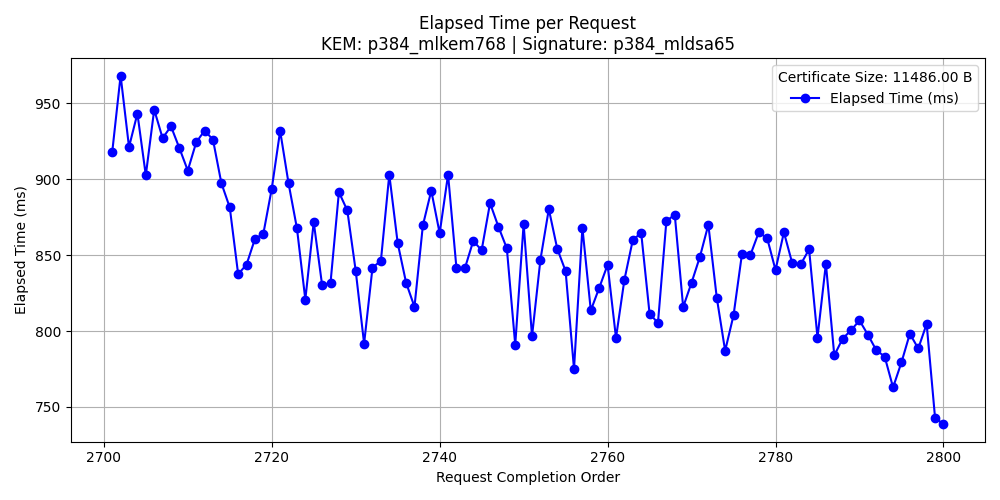 Elapsed Time per Request
KEM: p384_mlkem768 | Signature: p384_mldsa65
Certificate Size: 11486.00 B
Elapsed Time (ms)
Elapsed Time (ms)
950
900
850
800
750
2700
2720
2740
2760
2780
2800
Request Completion Order